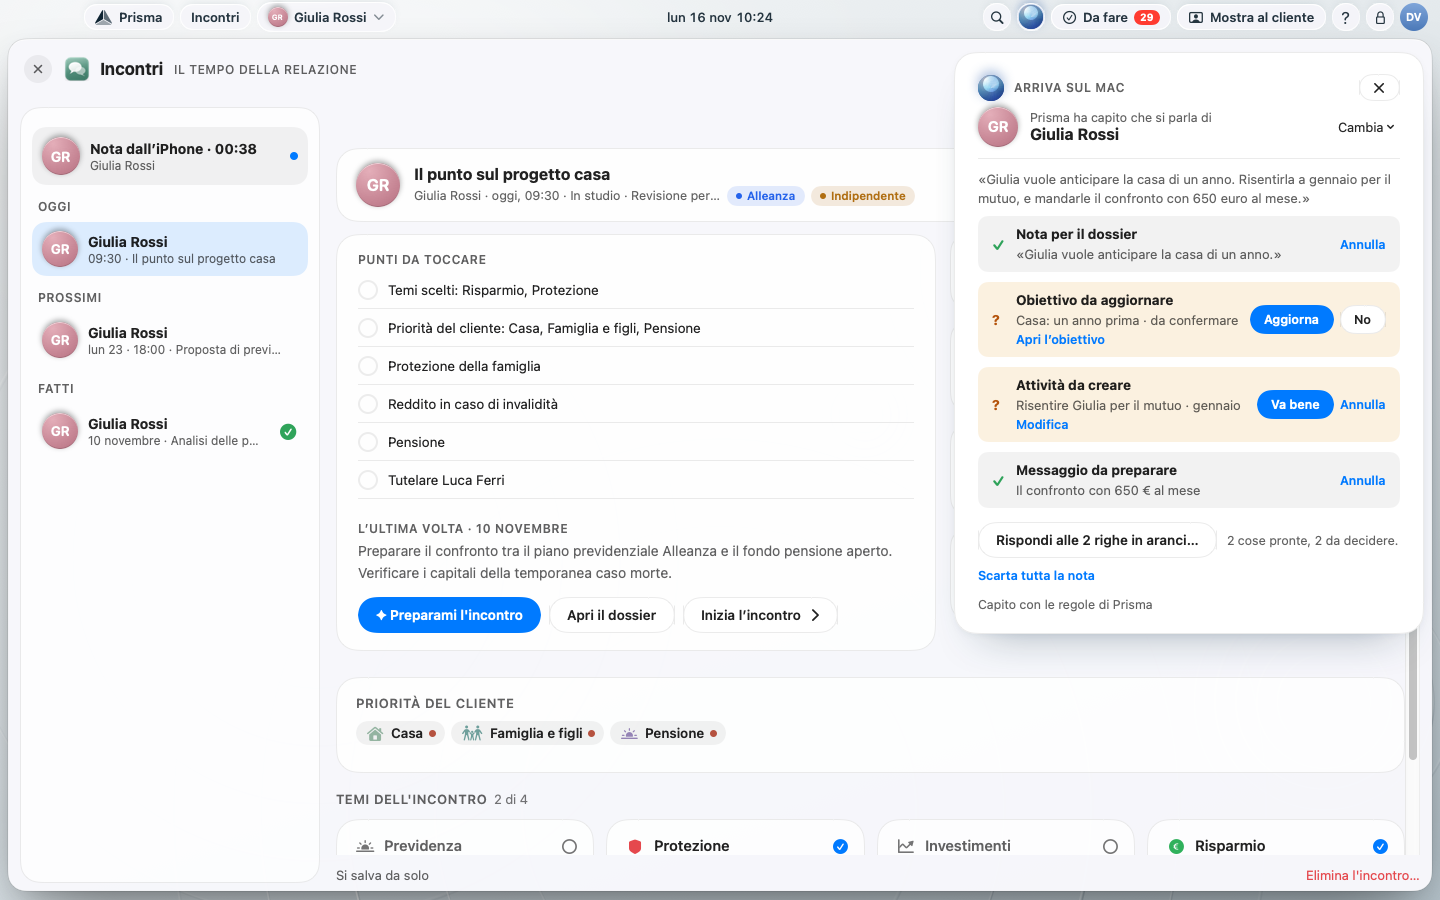 Prisma
Incontri
GR Giulia Rossi
lun 16 nov 10:24
Da fare 29
Mostra al cliente
?
DV
Incontri IL TEMPO DELLA RELAZIONE
GR
Nota dall’iPhone · 00:38
Giulia Rossi
OGGI
GR
Giulia Rossi
09:30 · Il punto sul progetto casa
PROSSIMI
GR
Giulia Rossi
lun 23 · 18:00 · Proposta di previ...
FATTI
GR
Giulia Rossi
10 novembre · Analisi delle p...
GR
Il punto sul progetto casa
Giulia Rossi · oggi, 09:30 · In studio · Revisione per... Alleanza Indipendente
PUNTI DA TOCCARE
Temi scelti: Risparmio, Protezione
Priorità del cliente: Casa, Famiglia e figli, Pensione
Protezione della famiglia
Reddito in caso di invalidità
Pensione
Tutelare Luca Ferri
L’ULTIMA VOLTA · 10 NOVEMBRE
Preparare il confronto tra il piano previdenziale Alleanza e il fondo pensione aperto.
Verificare i capitali della temporanea caso morte.
Preparami l'incontro
Apri il dossier
Inizia l’incontro
ARRIVA SUL MAC
GR
Prisma ha capito che si parla di
Giulia Rossi
Cambia
«Giulia vuole anticipare la casa di un anno. Risentirla a gennaio per il
mutuo, e mandarle il confronto con 650 euro al mese.»
Nota per il dossier
«Giulia vuole anticipare la casa di un anno.»
Annulla
?
Obiettivo da aggiornare
Casa: un anno prima · da confermare
Apri l’obiettivo
Aggiorna
No
?
Attività da creare
Risentire Giulia per il mutuo · gennaio
Modifica
Va bene
Annulla
Messaggio da preparare
Il confronto con 650 € al mese
Annulla
Rispondi alle 2 righe in aranci...
2 cose pronte, 2 da decidere.
Scarta tutta la nota
Capito con le regole di Prisma
PRIORITÀ DEL CLIENTE
Casa
Famiglia e figli
Pensione
TEMI DELL'INCONTRO 2 di 4
Previdenza
Protezione
Investimenti
€ Risparmio
Si salva da solo
Elimina l'incontro...